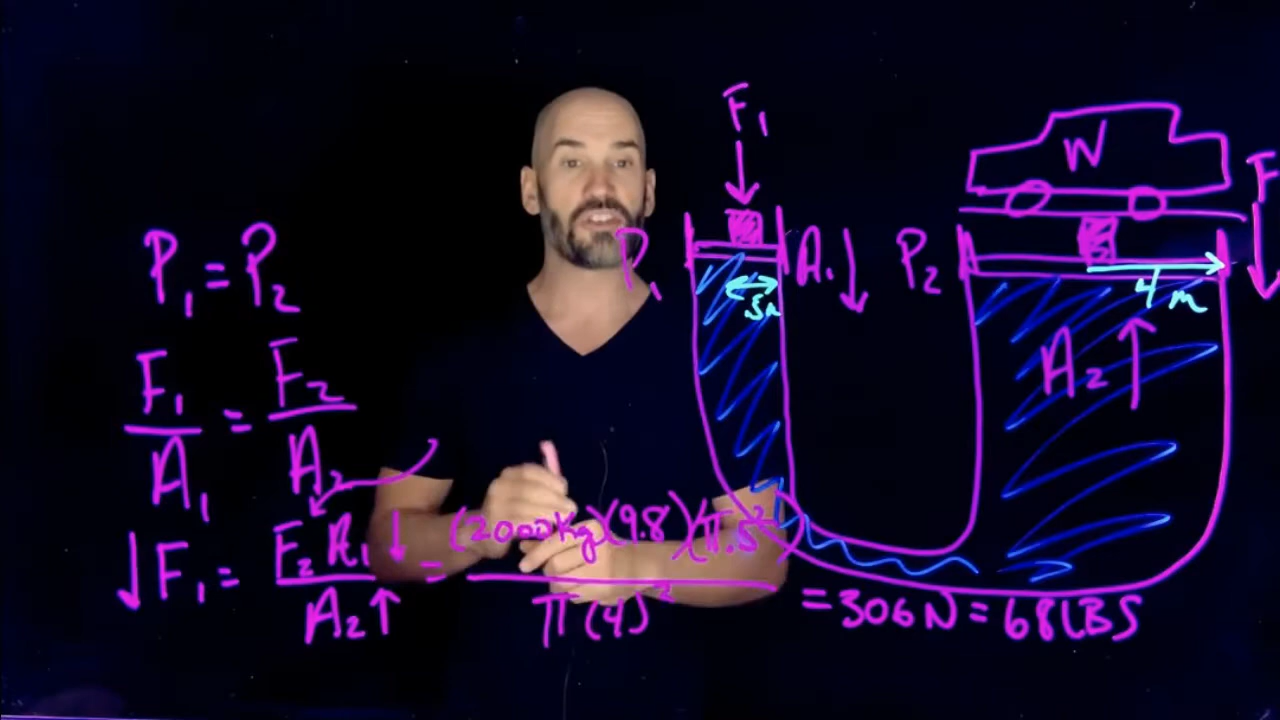 P₁ = P₂
F₁/A₁ = F₂/A₂
↓F₁ = F₂A₁↓/A₂↑ = (2000kg)(9.8)(π.5²)/π(4)² = 306N = 68LBS
F₁
W
F
P₁
A₁↓
P₂
4m
A₂↑